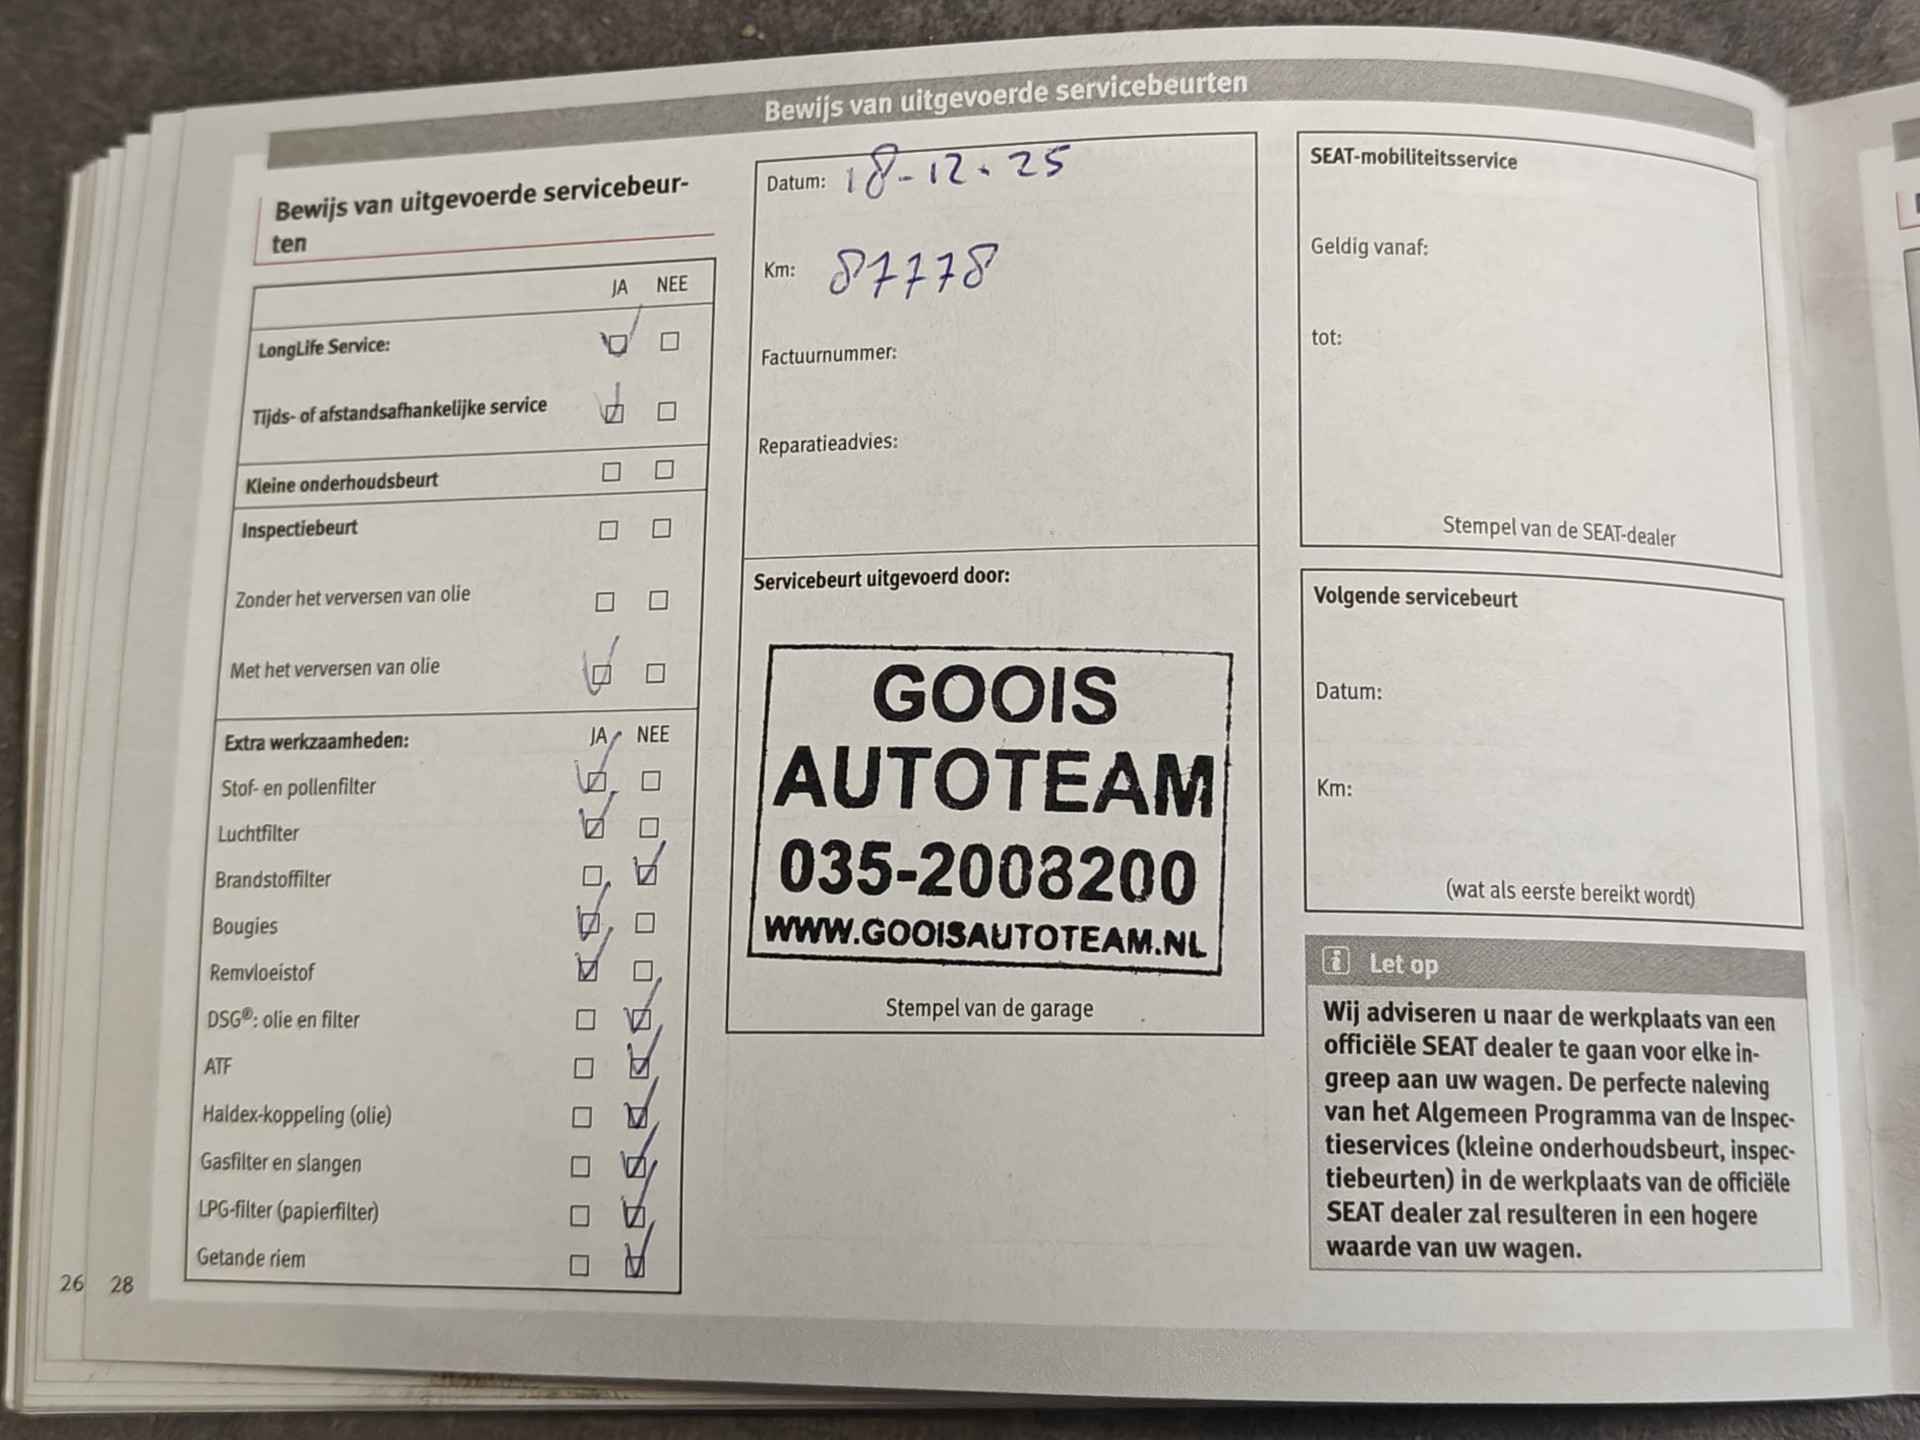 Bewijs van uitgevoerde servicebeurten
Bewijs van uitgevoerde servicebeur-
ten
JA NEE
LongLife Service:
Tijds- of afstandsafhankelijke service
Kleine onderhoudsbeurt
Inspectiebeurt
Zonder het verversen van olie
Met het verversen van olie
Extra werkzaamheden: JA NEE
Stof- en pollenfilter
Luchtfilter
Brandstoffilter
Bougies
Remvloeistof
DSG®: olie en filter
ATF
Haldex-koppeling (olie)
Gasfilter en slangen
LPG-filter (papierfilter)
Getande riem
26 28
Datum: 18-12-25
Km: 87778
Factuurnummer:
Reparatieadvies:
Servicebeurt uitgevoerd door:
GOOIS
AUTOTEAM
035-2008200
WWW.GOOISAUTOTEAM.NL
Stempel van de garage
SEAT-mobiliteitsservice
Geldig vanaf:
tot:
Stempel van de SEAT-dealer
Volgende servicebeurt
Datum:
Km:
(wat als eerste bereikt wordt)
Let op
Wij adviseren u naar de werkplaats van een
officiële SEAT dealer te gaan voor elke in-
greep aan uw wagen. De perfecte naleving
van het Algemeen Programma van de Inspec-
tieservices (kleine onderhoudsbeurt, inspec-
tiebeurten) in de werkplaats van de officiële
SEAT dealer zal resulteren in een hogere
waarde van uw wagen.